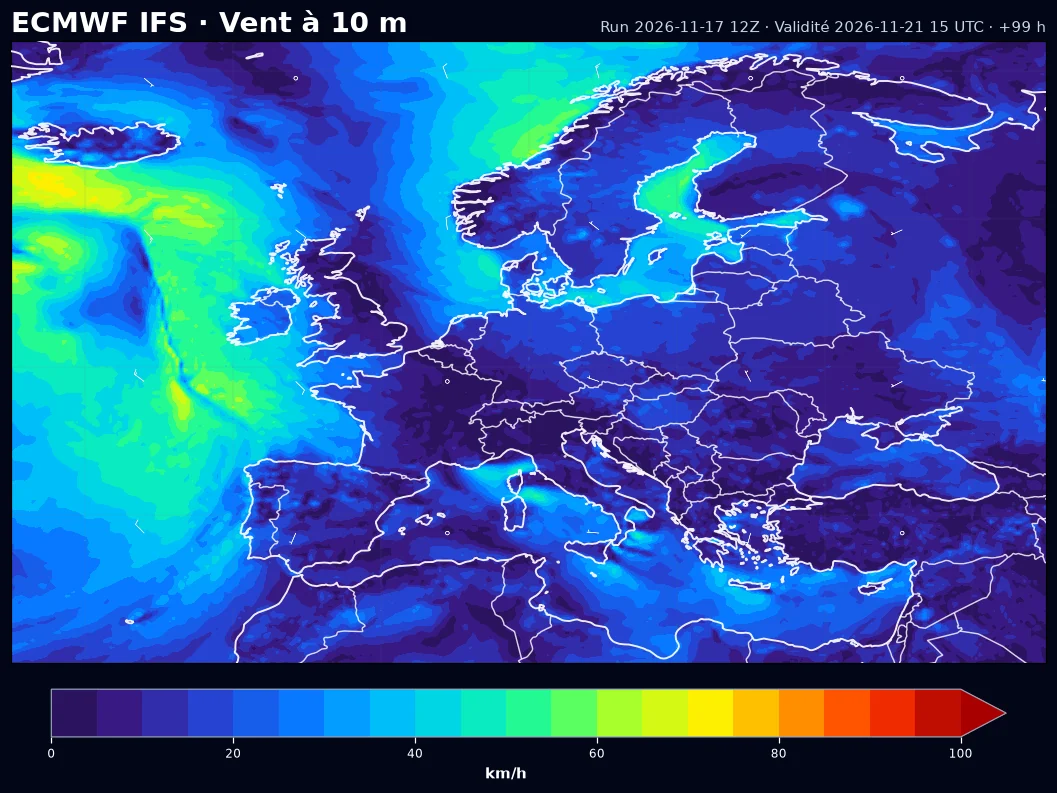 ECMWF IFS · Vent à 10 m
Run 2026-11-17 12Z · Validité 2026-11-21 15 UTC · +99 h
0 20 40 60 80 100
km/h